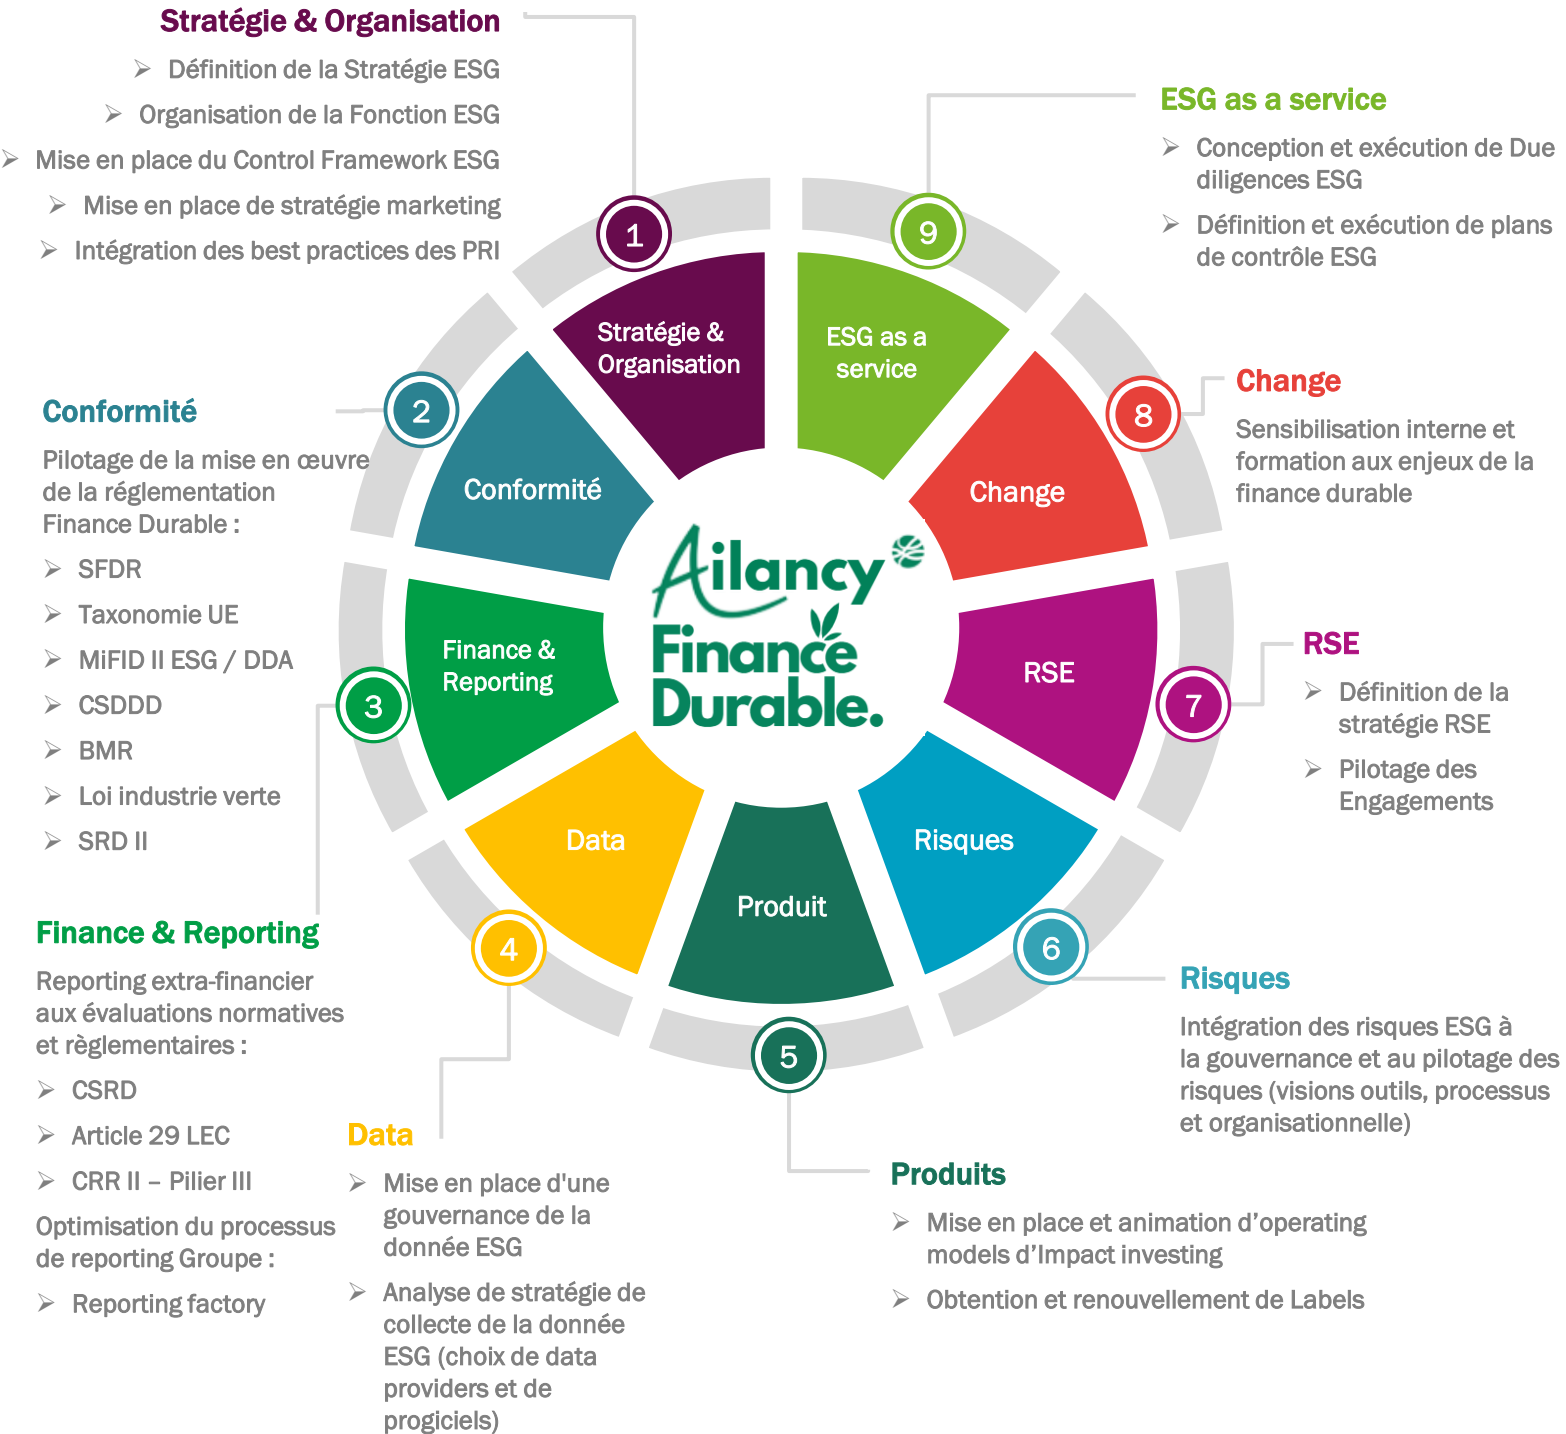 Stratégie & Organisation
Définition de la Stratégie ESG
Organisation de la Fonction ESG
Mise en place du Control Framework ESG
Mise en place de stratégie marketing
Intégration des best practices des PRI
1
Stratégie &
Organisation
Conformité
Pilotage de la mise en œuvre
de la réglementation
Finance Durable :
SFDR
Taxonomie UE
MiFID II ESG / DDA
CSDDD
BMR
Loi industrie verte
SRD II
2
Conformité
Finance & Reporting
Reporting extra-financier
aux évaluations normatives
et règlementaires :
CSRD
Article 29 LEC
CRR II – Pilier III
Optimisation du processus
de reporting Groupe :
Reporting factory
3
Finance &
Reporting
Data
Mise en place d'une
gouvernance de la
donnée ESG
Analyse de stratégie de
collecte de la donnée
ESG (choix de data
providers et de
progiciels)
4
Data
Produits
Mise en place et animation d’operating
models d’Impact investing
Obtention et renouvellement de Labels
5
Produit
Risques
Intégration des risques ESG à
la gouvernance et au pilotage des
risques (visions outils, processus
et organisationnelle)
6
Risques
RSE
Définition de la
stratégie RSE
Pilotage des
Engagements
7
RSE
Change
Sensibilisation interne et
formation aux enjeux de la
finance durable
8
Change
ESG as a service
Conception et exécution de Due
diligences ESG
Définition et exécution de plans
de contrôle ESG
9
ESG as a
service
Ailancy
Finance
Durable.